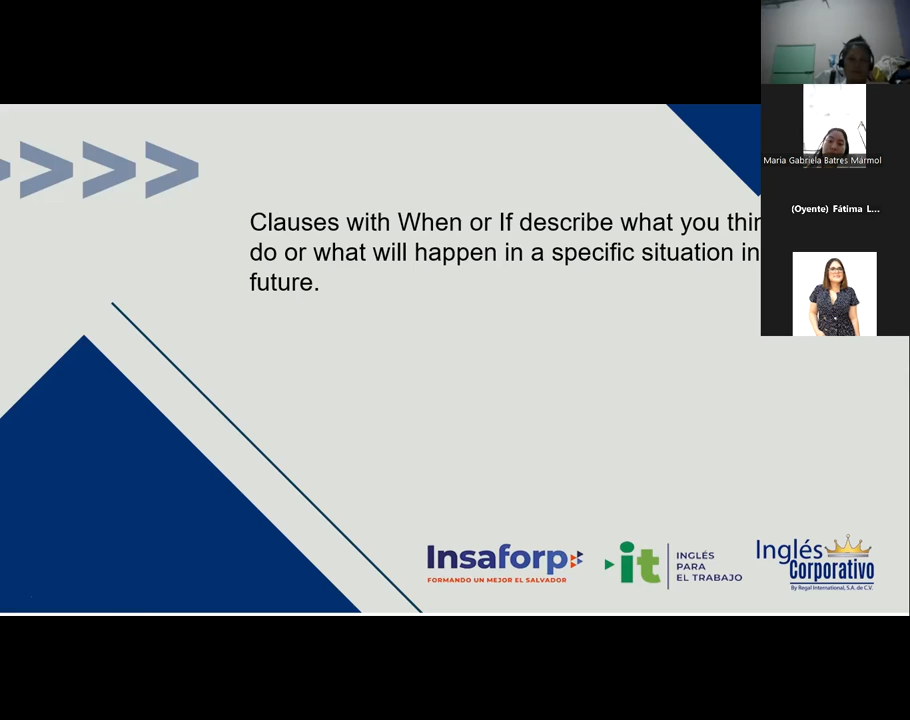 Clauses with When or If describe what you
do or what will happen in a specific situation in
future.
Maria Gabriela Batres Mármol
(Oyente) Fátima L...
Insaforp
FORMANDO UN MEJOR EL SALVADOR
it
INGLÉS
PARA
EL TRABAJO
Inglés
Corporativo
By Regal International, S.A. de C.V.